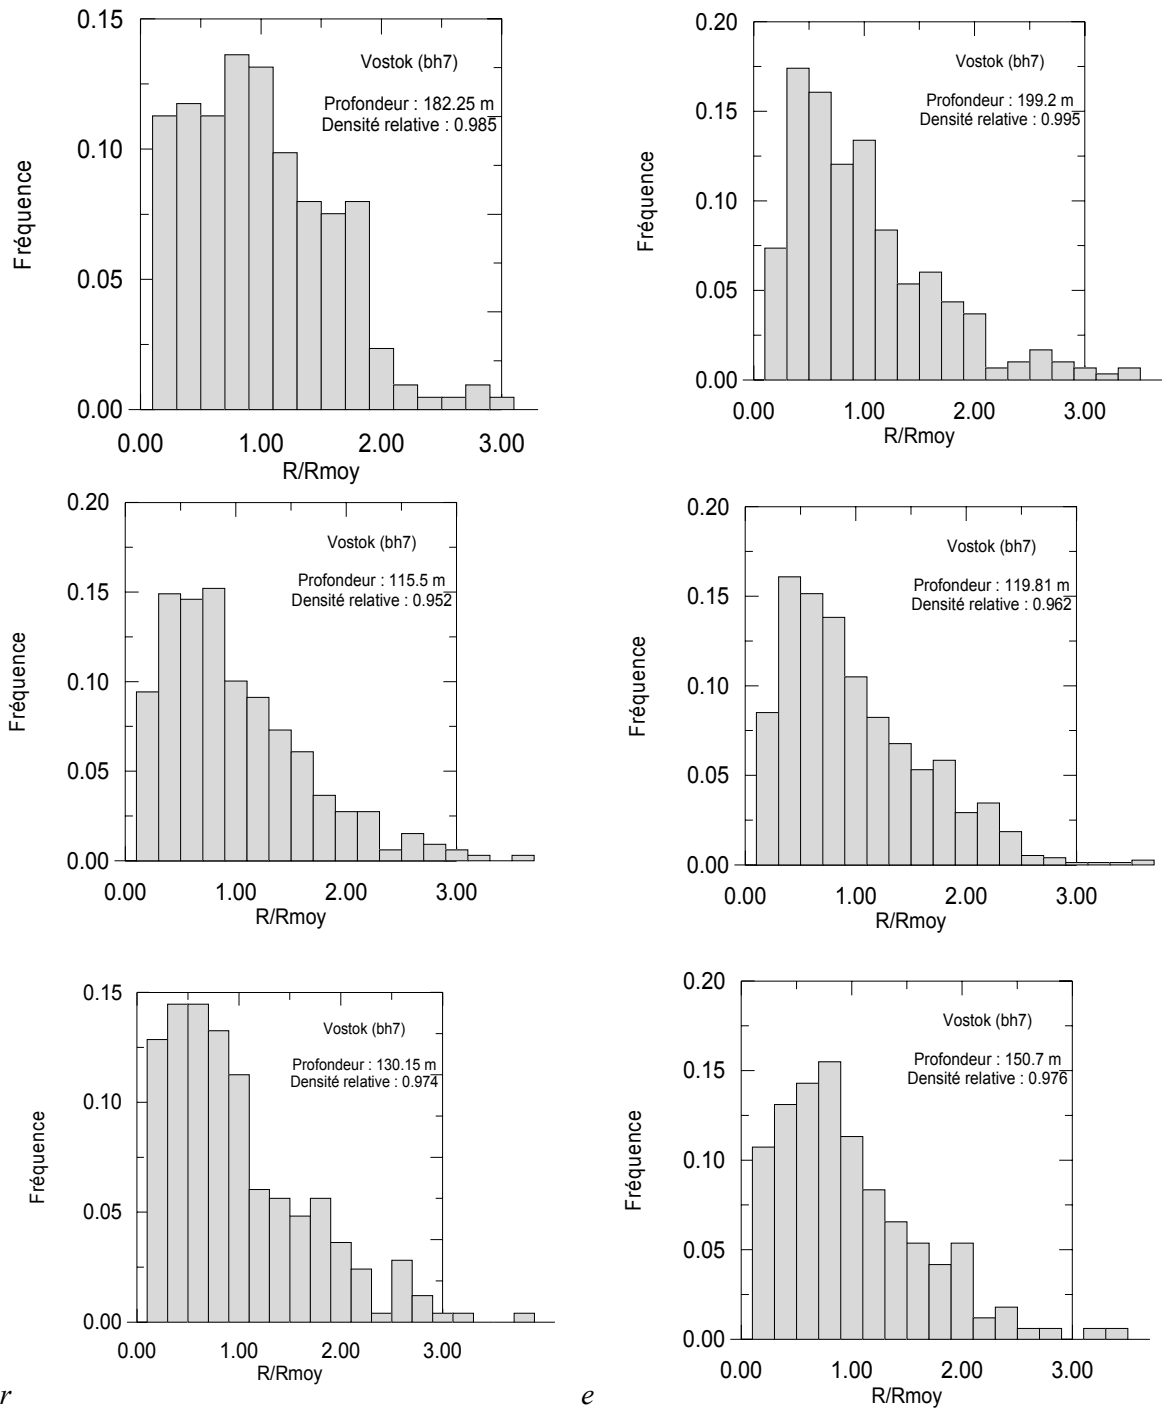 0.15
Vostok (bh7)
Profondeur : 182.25 m
Densité relative : 0.985
0.10
Fréquence
0.05
0.00
0.00 1.00 2.00 3.00
R/Rmoy
0.20
Vostok (bh7)
Profondeur : 199.2 m
Densité relative : 0.995
0.15
Fréquence
0.10
0.05
0.00
0.00 1.00 2.00 3.00
R/Rmoy
0.20
Vostok (bh7)
Profondeur : 115.5 m
Densité relative : 0.952
0.15
Fréquence
0.10
0.05
0.00
0.00 1.00 2.00 3.00
R/Rmoy
0.20
Vostok (bh7)
Profondeur : 119.81 m
Densité relative : 0.962
0.15
Fréquence
0.10
0.05
0.00
0.00 1.00 2.00 3.00
R/Rmoy
0.15
Vostok (bh7)
Profondeur : 130.15 m
Densité relative : 0.974
0.10
Fréquence
0.05
0.00
0.00 1.00 2.00 3.00
R/Rmoy
0.20
Vostok (bh7)
Profondeur : 150.7 m
Densité relative : 0.976
0.15
Fréquence
0.10
0.05
0.00
0.00 1.00 2.00 3.00
R/Rmoy
r e